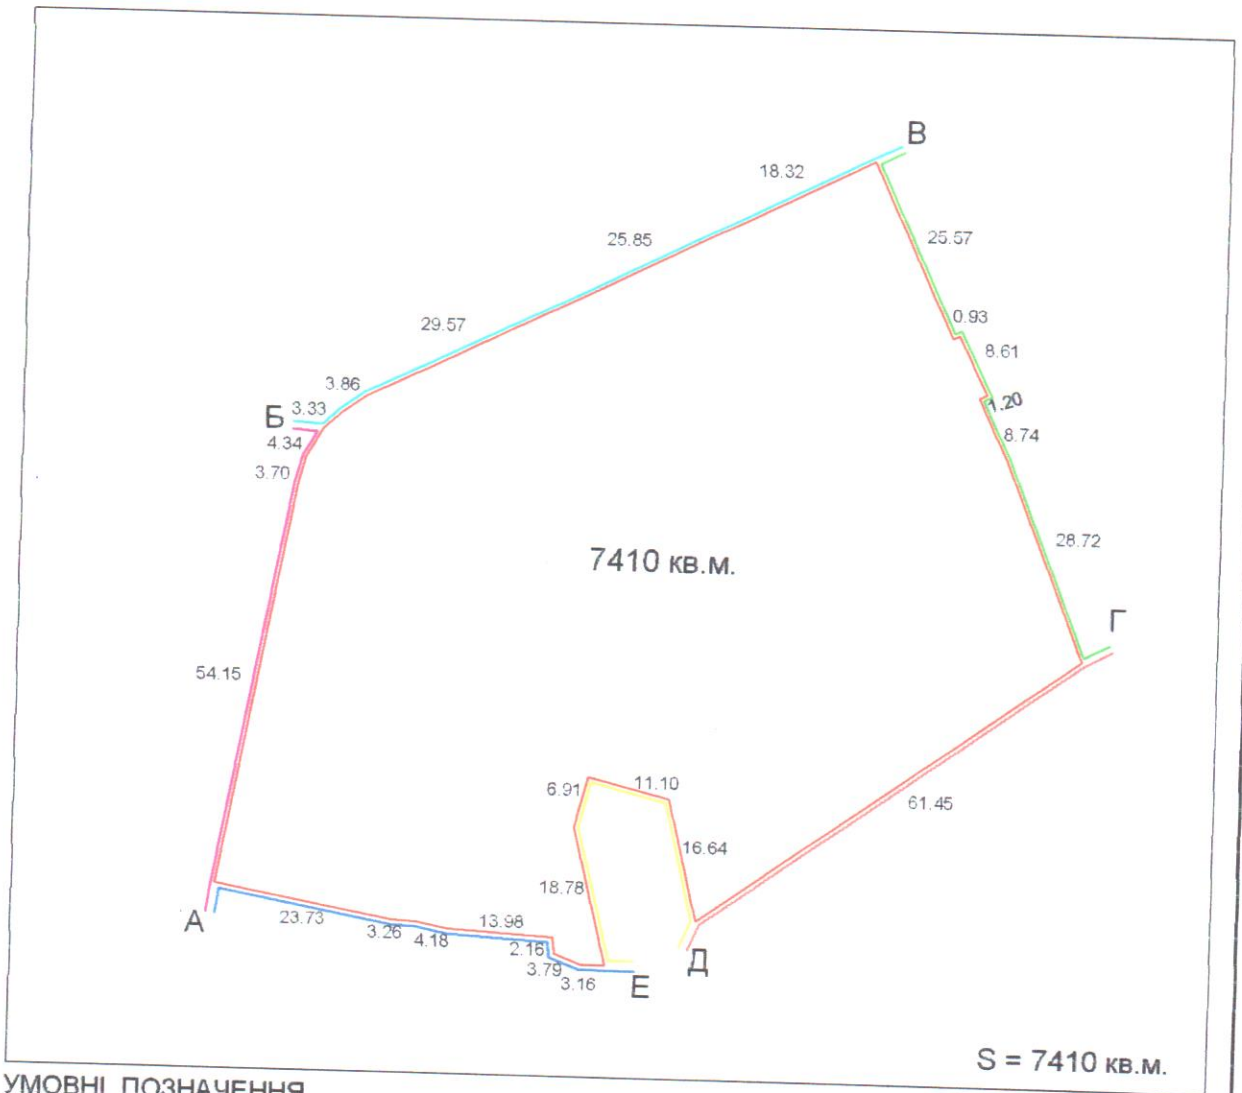 В
18.32
25.57
25.85
0.93
29.57
8.61
3.86
1.20
3.33
Б
8.74
4.34
3.70
28.72
7410 кв.м.
Г
54.15
6.91
11.10
61.45
16.64
18.78
А
23.73
13.98
3.26
4.18
2.16
3.79
3.16
Е
Д
S = 7410 кв.м.
УМОВНІ ПОЗНАЧЕННЯ